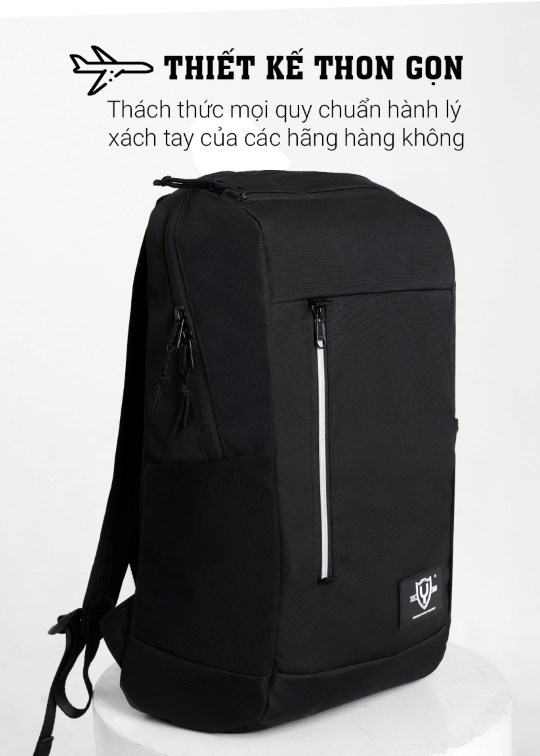 THIẾT KẾ THON GỌN
Thách thức mọi quy chuẩn hành lý
xách tay của các hãng hàng không
Y